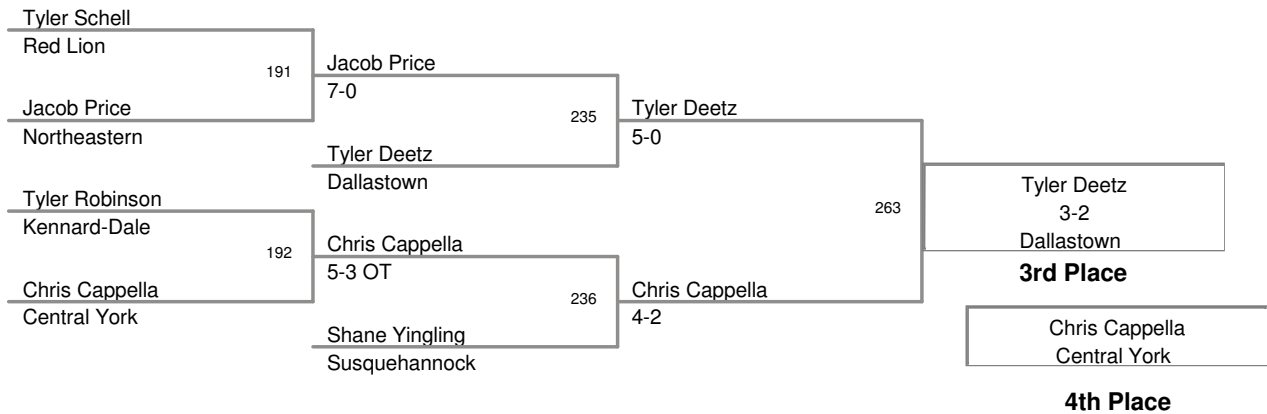 Tyler Schell
Red Lion
191
Jacob Price
7-0
Jacob Price
Northeastern
235
Tyler Deetz
5-0
Tyler Deetz
Dallastown
Tyler Robinson
Kennard-Dale
192
Chris Cappella
5-3 OT
Chris Cappella
Central York
236
Chris Cappella
4-2
Shane Yingling
Susquehannock
263
Tyler Deetz
3-2
Dallastown
3rd Place
Chris Cappella
Central York
4th Place